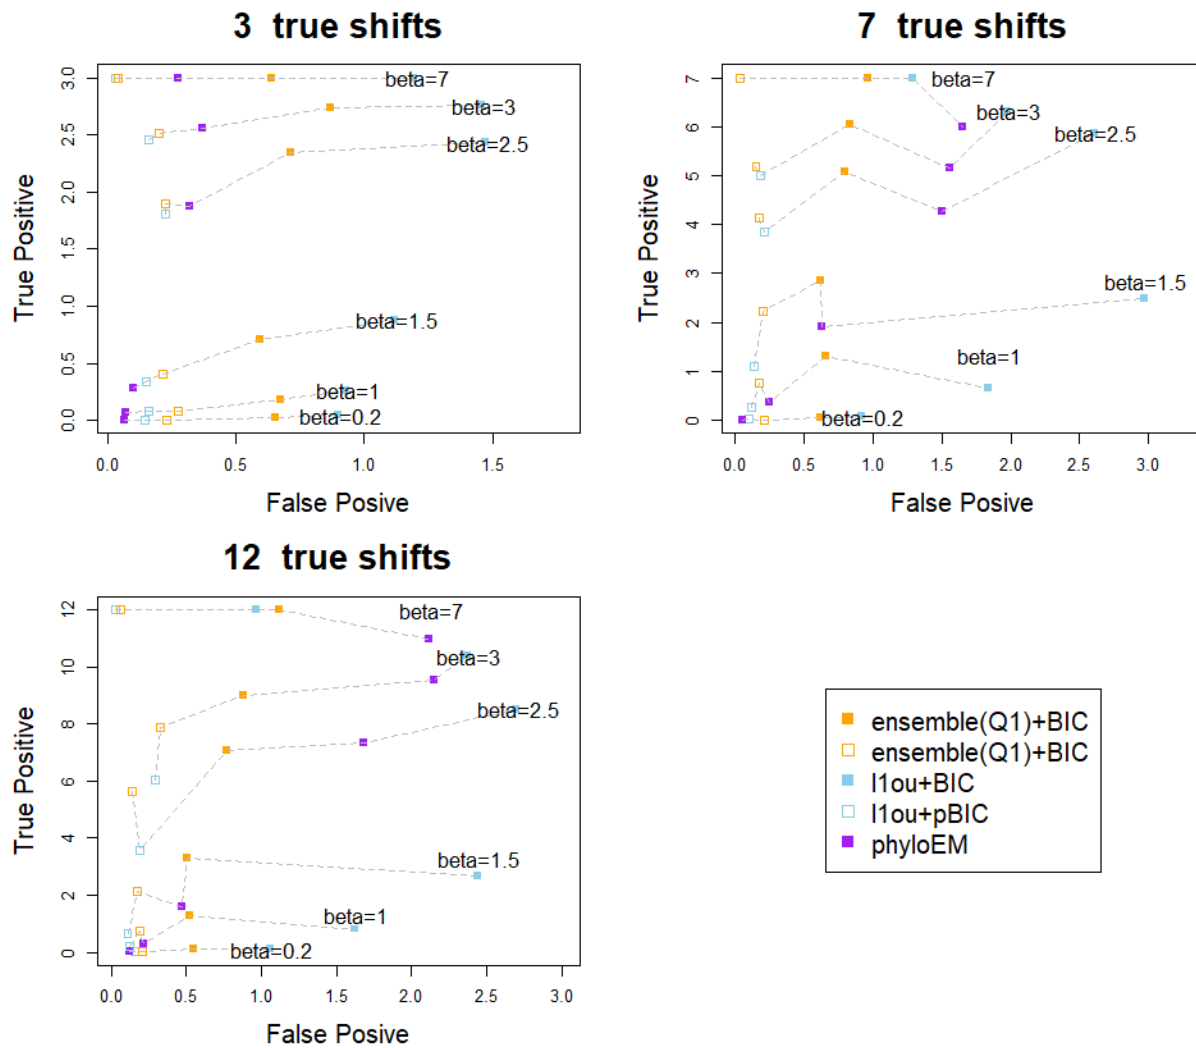 3 true shifts
7 true shifts
True Positive
3.0
2.5
2.0
1.5
1.0
0.5
0.0
beta=7
beta=3
beta=2.5
beta=1.5
beta=1
beta=0.2
0.0 0.5 1.0 1.5
False Posive
True Positive
7
6
5
4
3
2
1
0
beta=7
beta=3
beta=2.5
beta=1.5
beta=1
beta=0.2
0.0 0.5 1.0 1.5 2.0 2.5 3.0
False Posive
12 true shifts
True Positive
12
10
8
6
4
2
0
beta=7
beta=3
beta=2.5
beta=1.5
beta=1
beta=0.2
0.0 0.5 1.0 1.5 2.0 2.5 3.0
False Posive
ensemble(Q1)+BIC
ensemble(Q1)+BIC
l1ou+BIC
l1ou+pBIC
phyloEM